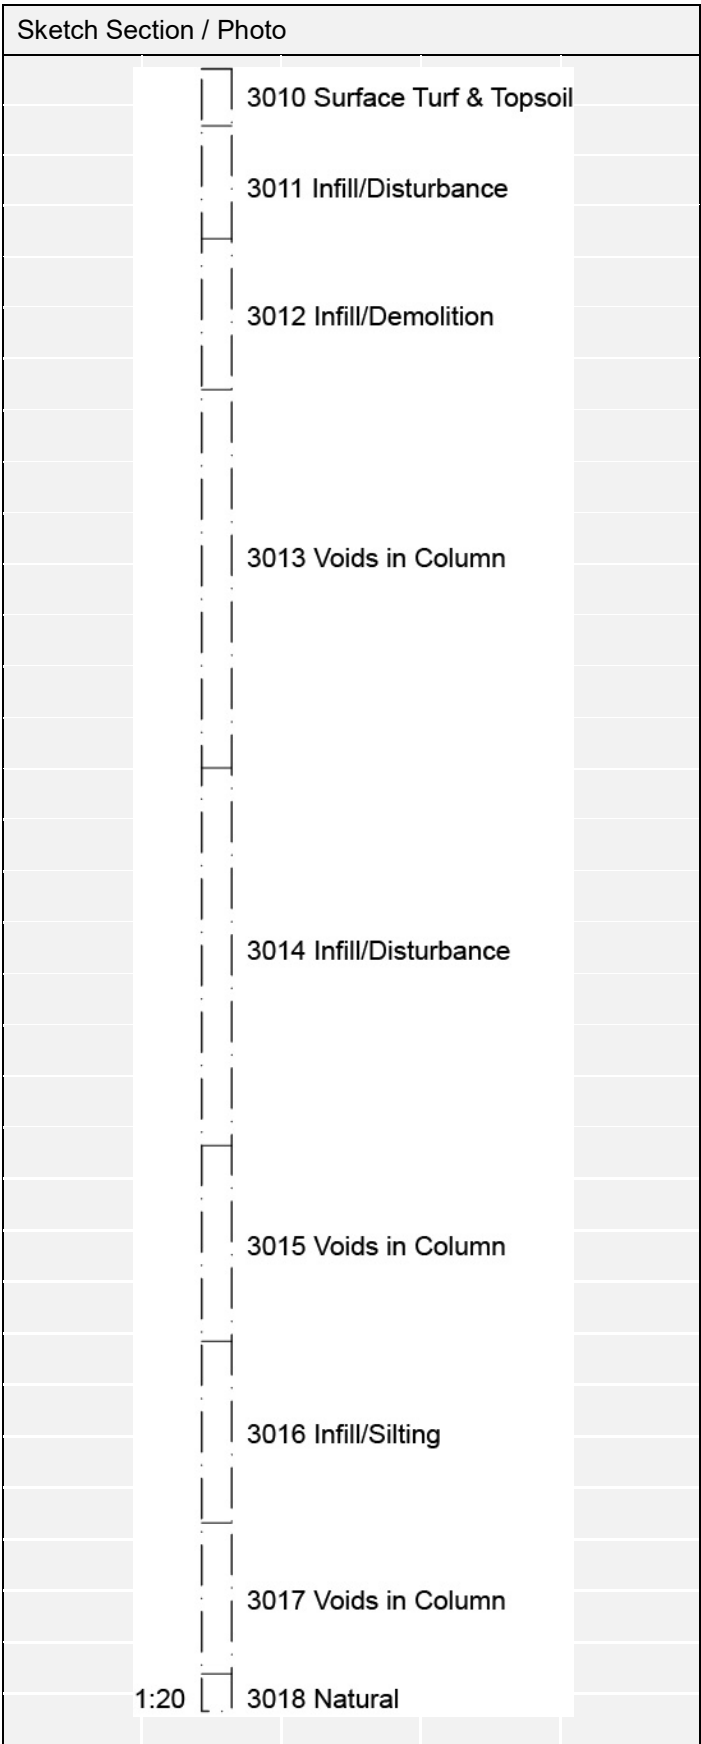 Sketch Section / Photo
3010 Surface Turf & Topsoil
3011 Infill/Disturbance
3012 Infill/Demolition
3013 Voids in Column
3014 Infill/Disturbance
3015 Voids in Column
3016 Infill/Silting
3017 Voids in Column
1:20 3018 Natural